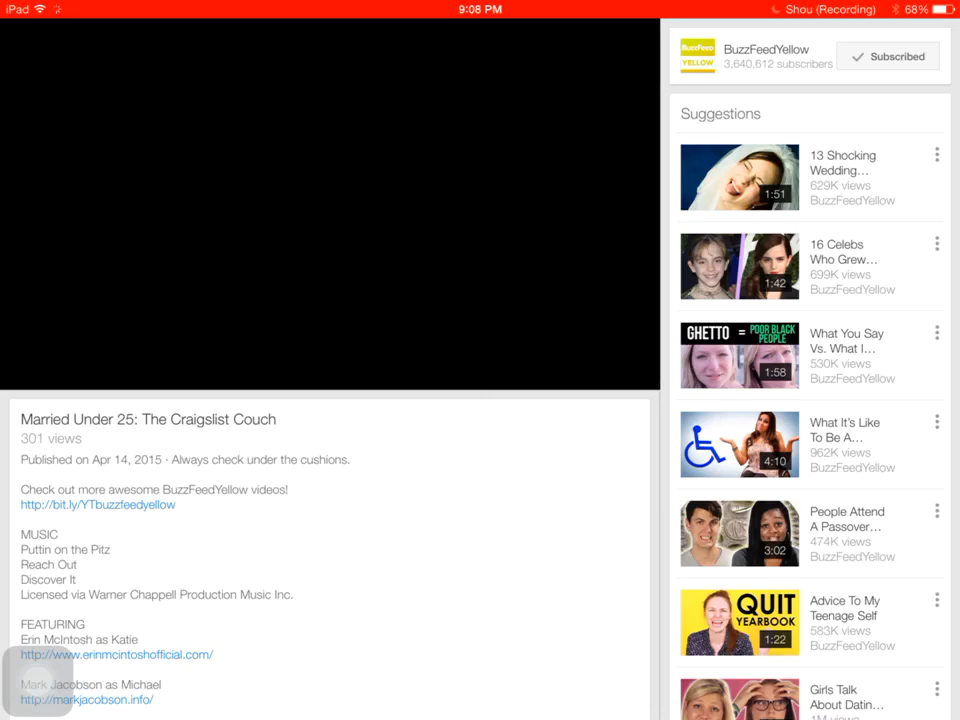 iPad
9:08 PM
Shou (Recording)
68%
BuzzFeed
YELLOW
BuzzFeedYellow
3,640,612 subscribers
Subscribed
Suggestions
1:51
13 Shocking
Wedding...
629K views
BuzzFeedYellow
1:42
16 Celebs
Who Grew...
699K views
BuzzFeedYellow
GHETTO = POOR BLACK
PEOPLE
1:58
What You Say
Vs. What I...
530K views
BuzzFeedYellow
4:10
What It's Like
To Be A...
962K views
BuzzFeedYellow
3:02
People Attend
A Passover...
474K views
BuzzFeedYellow
QUIT
YEARBOOK
1:22
Advice To My
Teenage Self
583K views
BuzzFeedYellow
Girls Talk
About Datin...
1M views
Married Under 25: The Craigslist Couch
301 views
Published on Apr 14, 2015 · Always check under the cushions.
Check out more awesome BuzzFeedYellow videos!
http://bit.ly/YTbuzzfeedyellow
MUSIC
Puttin on the Pitz
Reach Out
Discover It
Licensed via Warner Chappell Production Music Inc.
FEATURING
Erin McIntosh as Katie
http://www.erinmcintoshofficial.com/
Mark Jacobson as Michael
http://markjacobson.info/